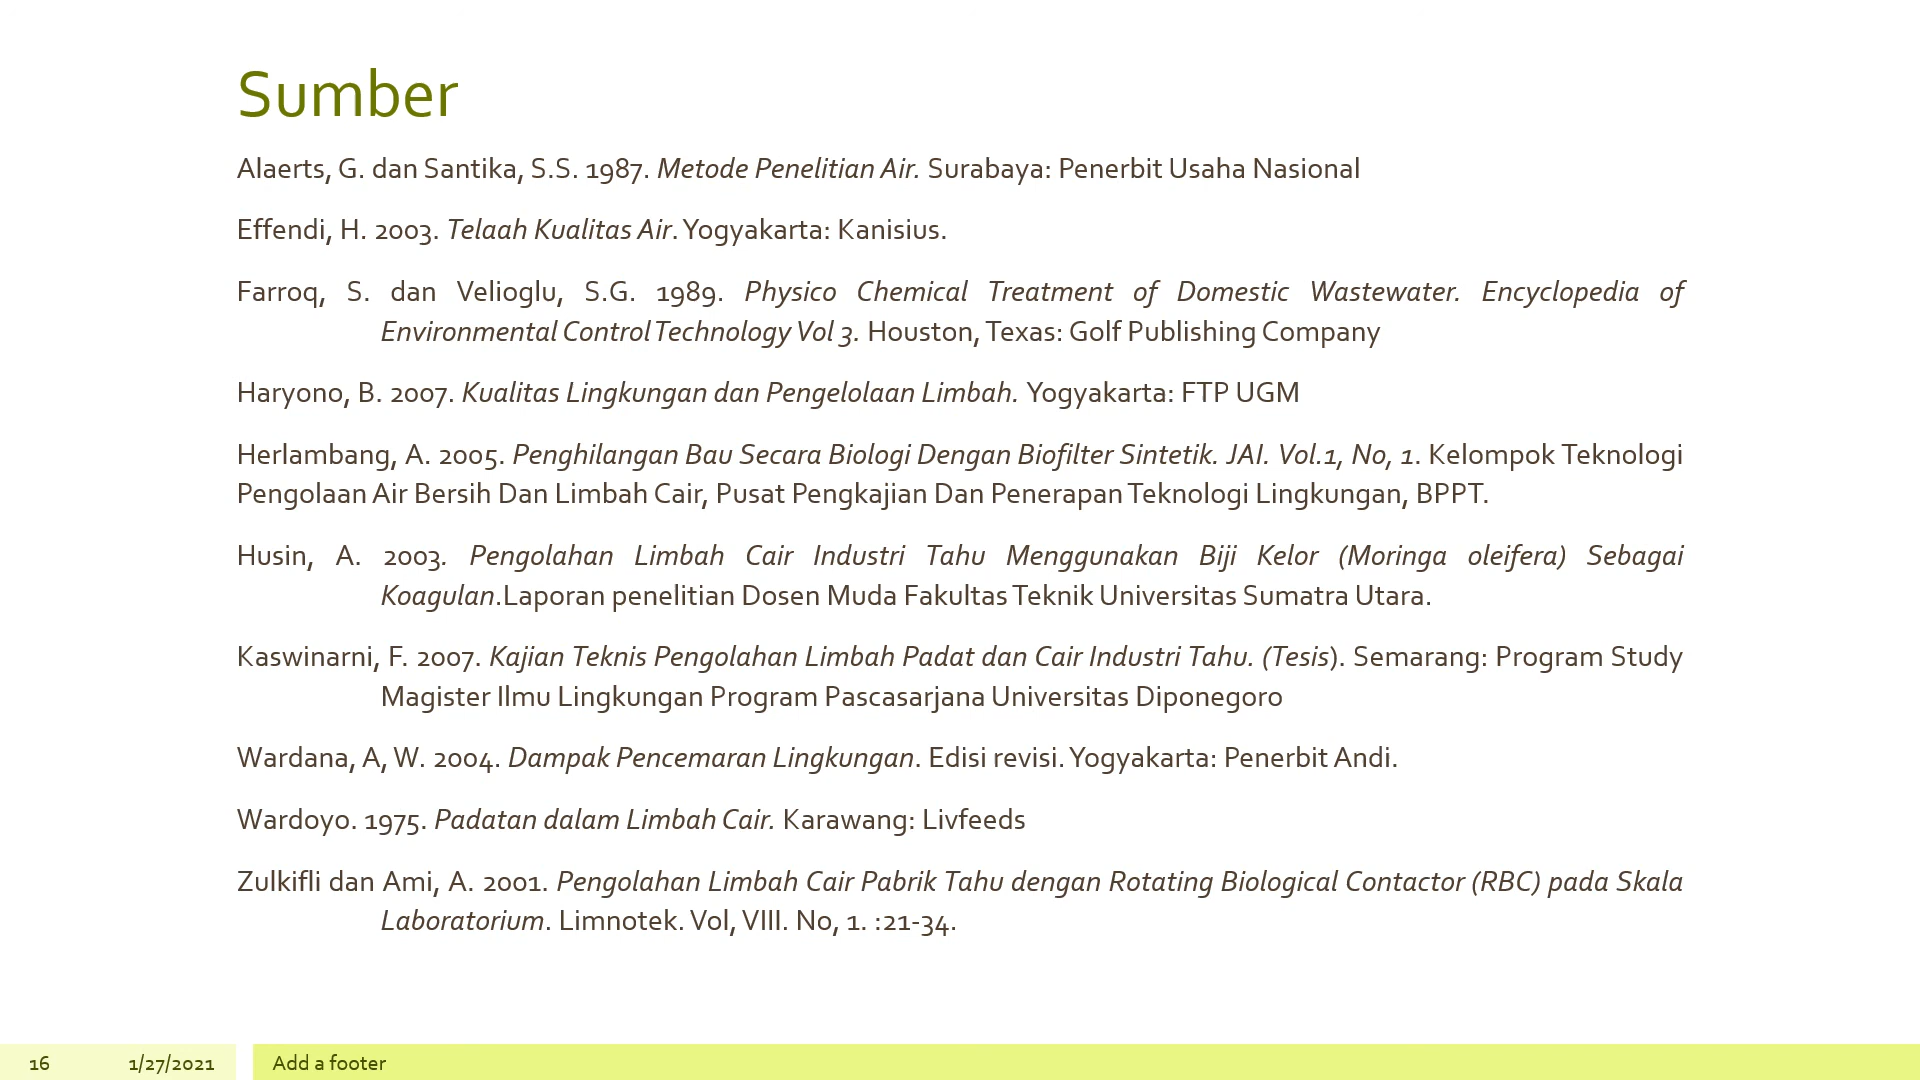 Sumber
Alaerts, G. dan Santika, S.S. 1987. Metode Penelitian Air. Surabaya: Penerbit Usaha Nasional
Effendi, H. 2003. Telaah Kualitas Air. Yogyakarta: Kanisius.
Farroq, S. dan Velioglu, S.G. 1989. Physico Chemical Treatment of Domestic Wastewater. Encyclopedia of
Environmental Control Technology Vol 3. Houston, Texas: Golf Publishing Company
Haryono, B. 2007. Kualitas Lingkungan dan Pengelolaan Limbah. Yogyakarta: FTP UGM
Herlambang, A. 2005. Penghilangan Bau Secara Biologi Dengan Biofilter Sintetik. JAI. Vol.1, No, 1. Kelompok Teknologi
Pengolaan Air Bersih Dan Limbah Cair, Pusat Pengkajian Dan Penerapan Teknologi Lingkungan, BPPT.
Husin, A. 2003. Pengolahan Limbah Cair Industri Tahu Menggunakan Biji Kelor (Moringa oleifera) Sebagai
Koagulan.Laporan penelitian Dosen Muda Fakultas Teknik Universitas Sumatra Utara.
Kaswinarni, F. 2007. Kajian Teknis Pengolahan Limbah Padat dan Cair Industri Tahu. (Tesis). Semarang: Program Study
Magister Ilmu Lingkungan Program Pascasarjana Universitas Diponegoro
Wardana, A, W. 2004. Dampak Pencemaran Lingkungan. Edisi revisi. Yogyakarta: Penerbit Andi.
Wardoyo. 1975. Padatan dalam Limbah Cair. Karawang: Livfeeds
Zulkifli dan Ami, A. 2001. Pengolahan Limbah Cair Pabrik Tahu dengan Rotating Biological Contactor (RBC) pada Skala
Laboratorium. Limnotek. Vol, VIII. No, 1. :21-34.
16 1/27/2021 Add a footer